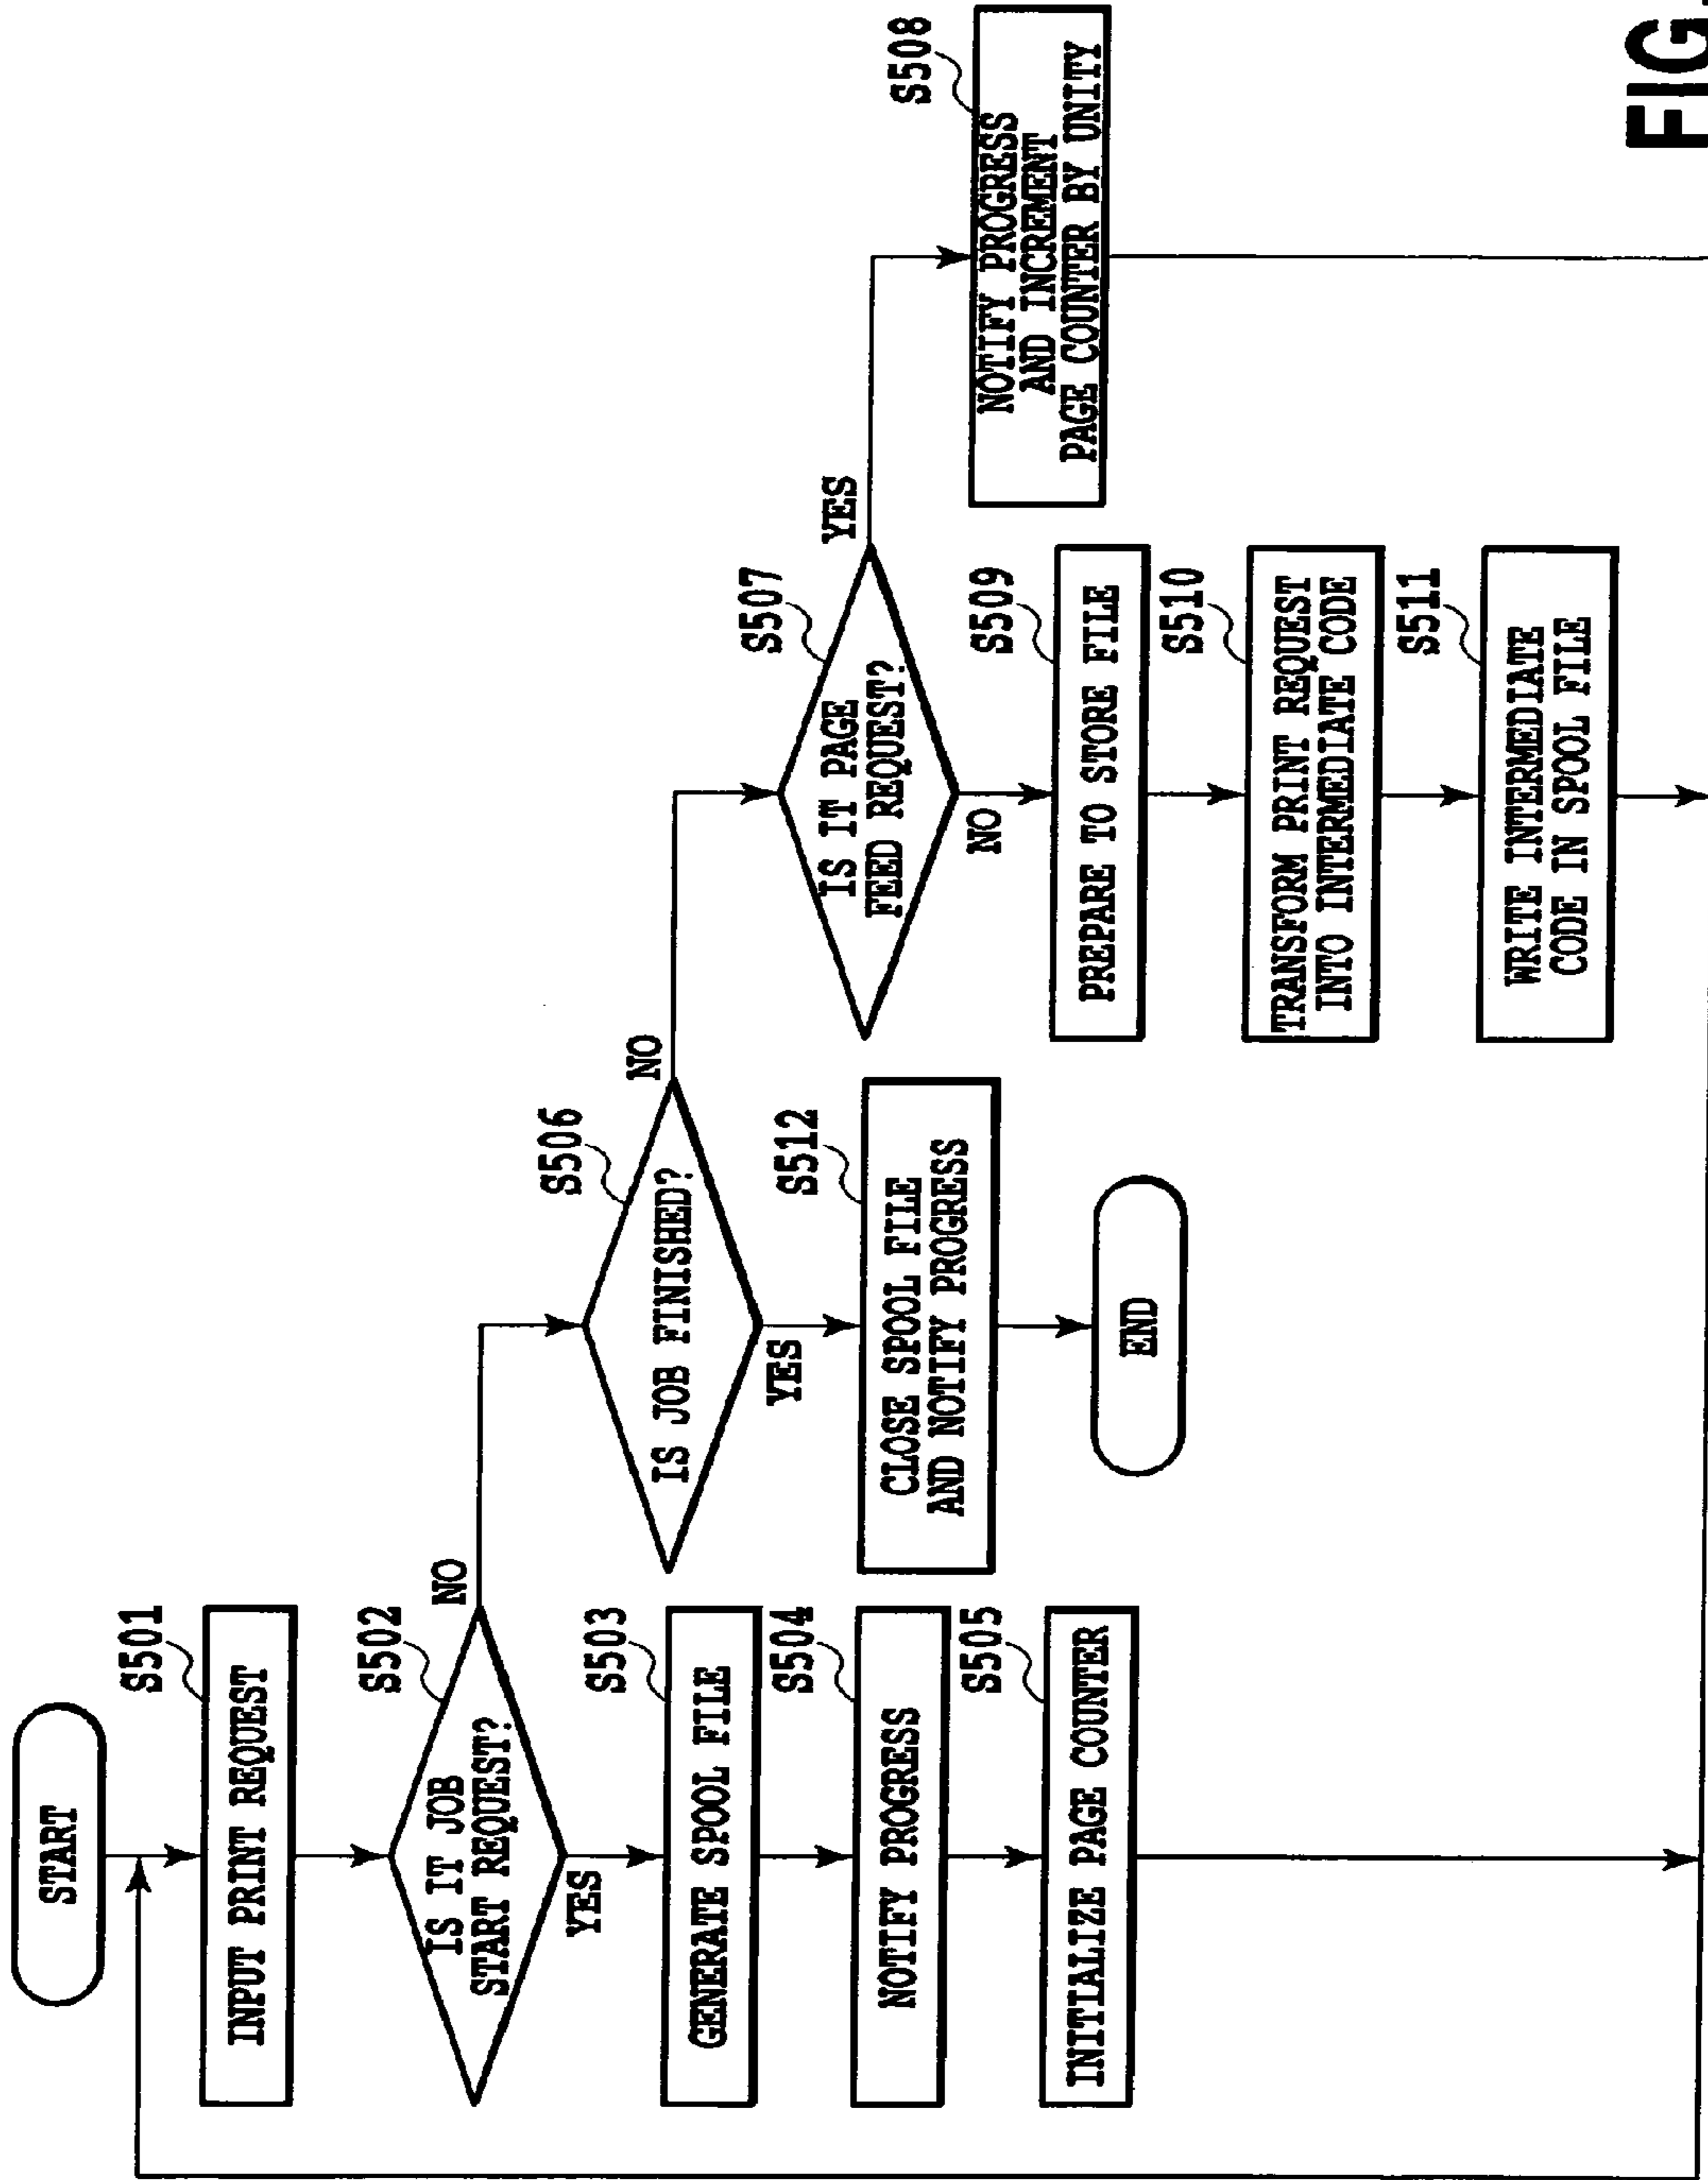 START
S501
INPUT PRINT REQUEST
S502
IS IT JOB
START REQUEST?
NO
YES
S503
GENERATE SPOOL FILE
S504
NOTIFY PROGRESS
S505
INITIALIZE PAGE COUNTER
S506
IS JOB FINISHED?
NO
YES
S512
CLOSE SPOOL FILE
AND NOTIFY PROGRESS
END
S507
IS IT PAGE
FEED REQUEST?
YES
NO
S508
NOTIFY PROGRESS
AND INCREMENT
PAGE COUNTER BY UNITY
S509
PREPARE TO STORE FILE
S510
TRANSFORM PRINT REQUEST
INTO INTERMEDIATE CODE
S511
WRITE INTERMEDIATE
CODE IN SPOOL FILE
FIG.